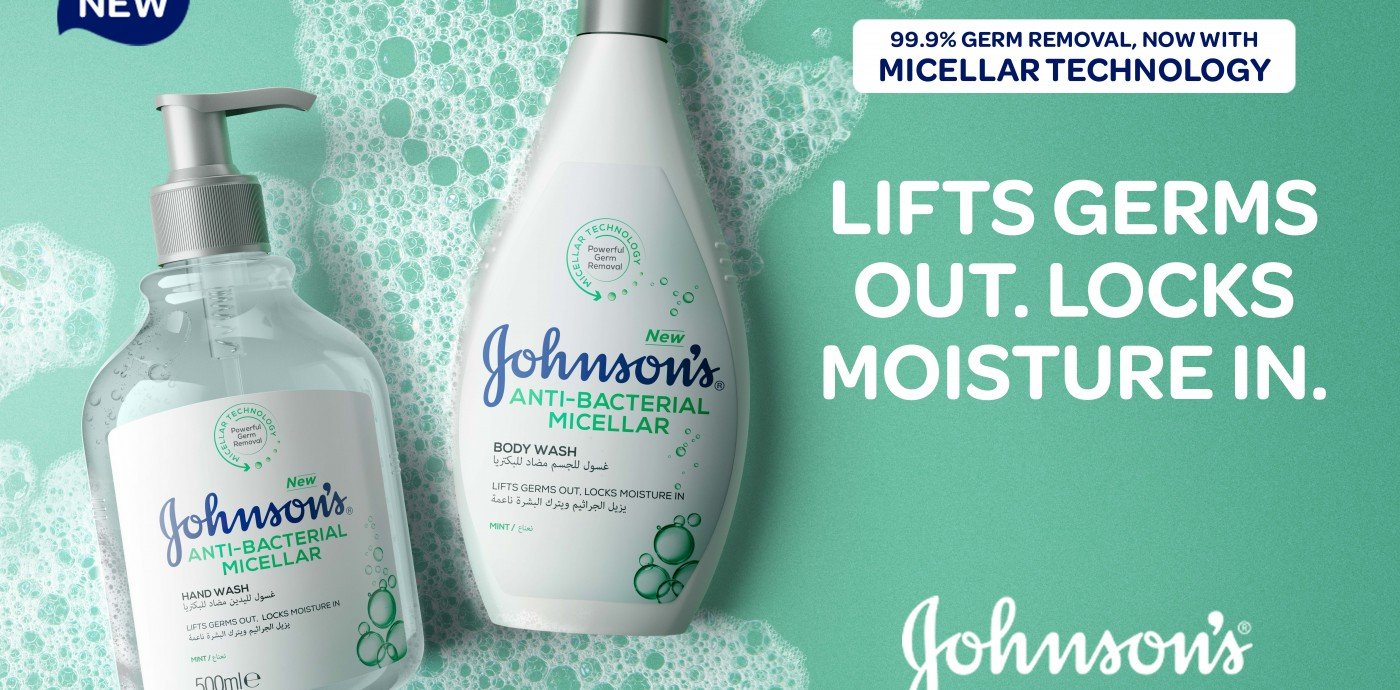 NEW
99.9% GERM REMOVAL, NOW WITH
MICELLAR TECHNOLOGY
LIFTS GERMS
OUT. LOCKS
MOISTURE IN.
Johnson's®
MICELLAR TECHNOLOGY
Powerful
Germ
Removal
New
Johnson's®
ANTI-BACTERIAL
MICELLAR
BODY WASH
غسول للجسم مضاد للبكتريا
LIFTS GERMS OUT. LOCKS MOISTURE IN
يزيل الجراثيم ويترك البشرة ناعمة
MINT / نعناع
MICELLAR TECHNOLOGY
Powerful
Germ
Removal
New
Johnson's®
ANTI-BACTERIAL
MICELLAR
HAND WASH
غسول لليدين مضاد للبكتريا
LIFTS GERMS OUT. LOCKS MOISTURE IN
يزيل الجراثيم ويترك البشرة ناعمة
MINT / نعناع
500ml e